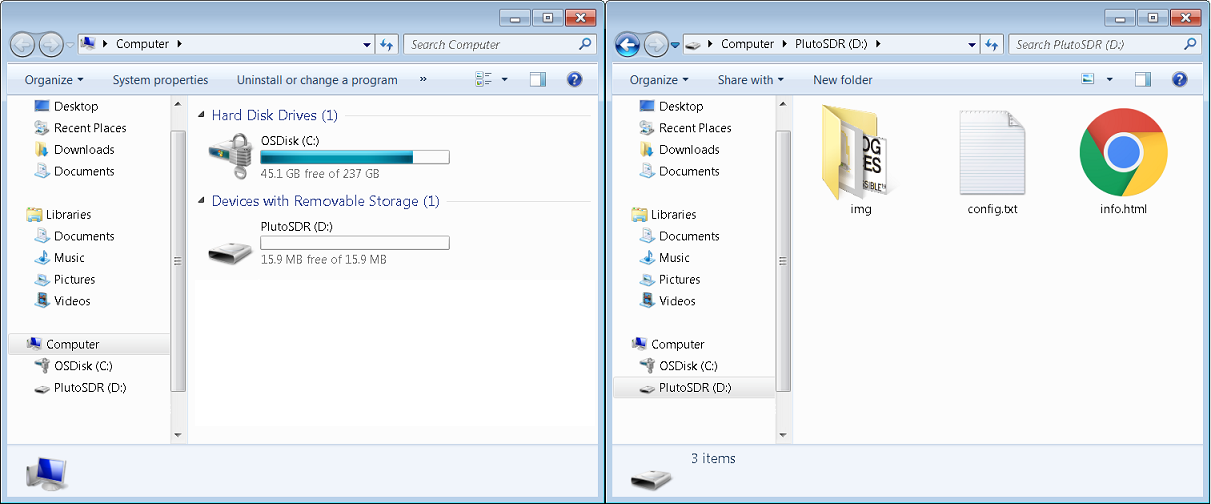 Computer
Search Computer
Organize
System properties
Uninstall or change a program
»
Desktop
Recent Places
Downloads
Documents
Libraries
Documents
Music
Pictures
Videos
Computer
OSDisk (C:)
PlutoSDR (D:)
Hard Disk Drives (1)
OSDisk (C:)
45.1 GB free of 237 GB
Devices with Removable Storage (1)
PlutoSDR (D:)
15.9 MB free of 15.9 MB
Computer PlutoSDR (D:)
Search PlutoSDR (D:)
Organize
Share with
New folder
Desktop
Recent Places
Downloads
Documents
Libraries
Documents
Music
Pictures
Videos
Computer
OSDisk (C:)
PlutoSDR (D:)
img
config.txt
info.html
3 items